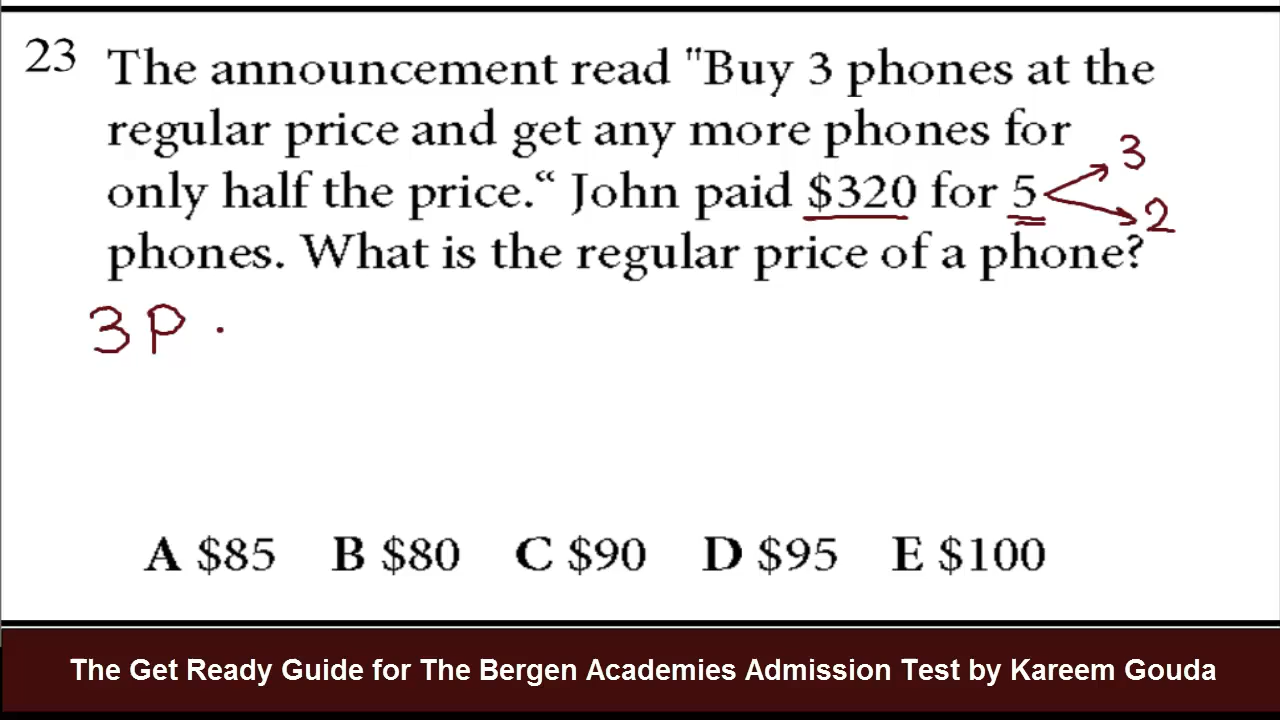 23 The announcement read "Buy 3 phones at the
regular price and get any more phones for
3
only half the price.“ John paid $320 for 5
2
phones. What is the regular price of a phone?
3 P
A $85 B $80 C $90 D $95 E $100
The Get Ready Guide for The Bergen Academies Admission Test by Kareem Gouda